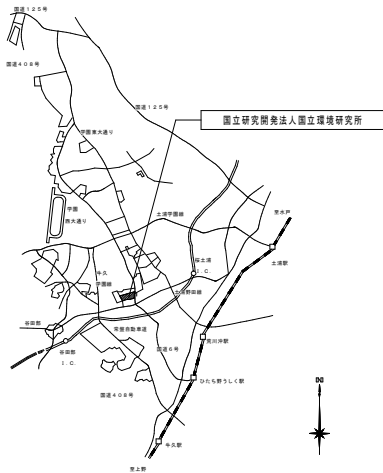 国道１２５号
国道４０８号
国道１２５号
国立研究開発法人国立環境研究所
学園東大通り
学園
西大通り
土浦学園線
至水戸
桜土浦
Ｉ．Ｃ．
土浦駅
牛久
学園線
土浦野田線
谷田部
常盤自動車道
荒川沖駅
谷田部
Ｉ．Ｃ．
国道６号
ひたち野うしく駅
国道４０８号
牛久駅
至上野
N